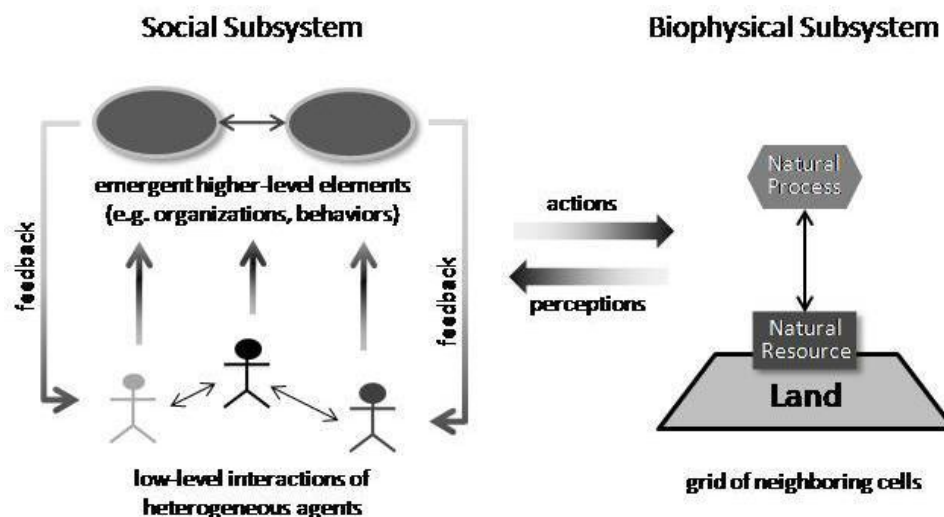 Social Subsystem
emergent higher-level elements
(e.g. organizations, behaviors)
feedback
feedback
low-level interactions of
heterogeneous agents
actions
perceptions
Biophysical Subsystem
Natural
Process
Natural
Resource
Land
grid of neighboring cells